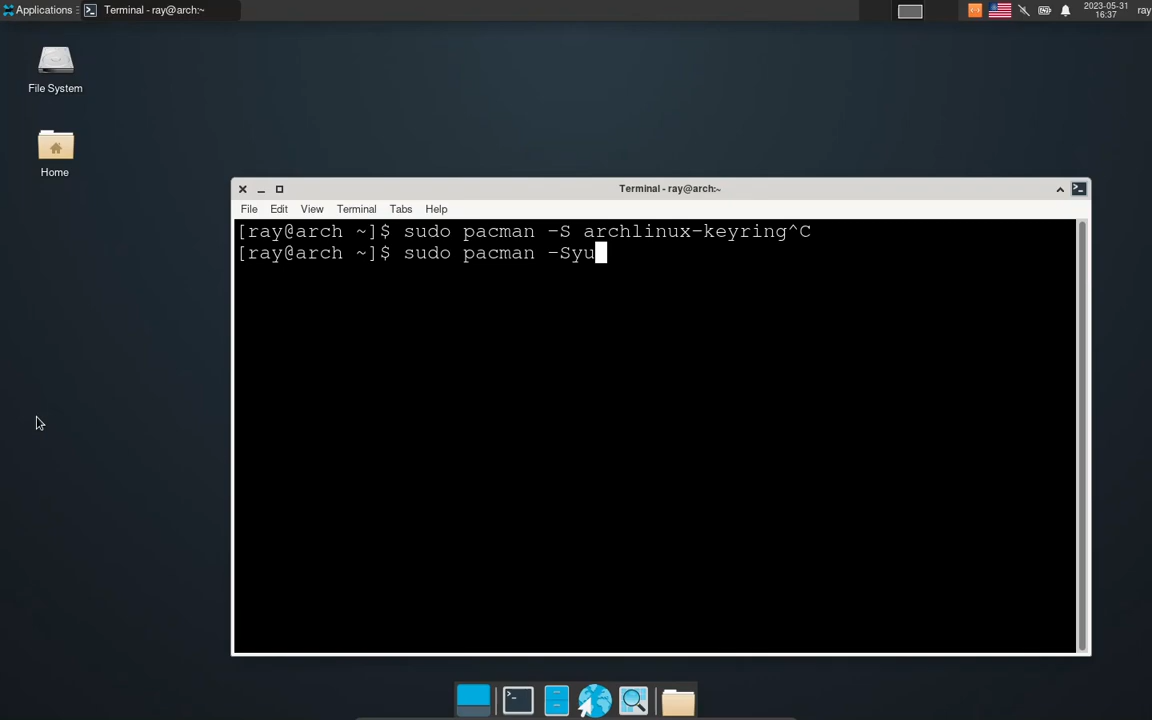 Applications
Terminal - ray@arch:~
2023-05-31
16:37
ray
File System
Home
Terminal - ray@arch:~
File Edit View Terminal Tabs Help
[ray@arch ~]$ sudo pacman -S archlinux-keyring^C
[ray@arch ~]$ sudo pacman -Syu